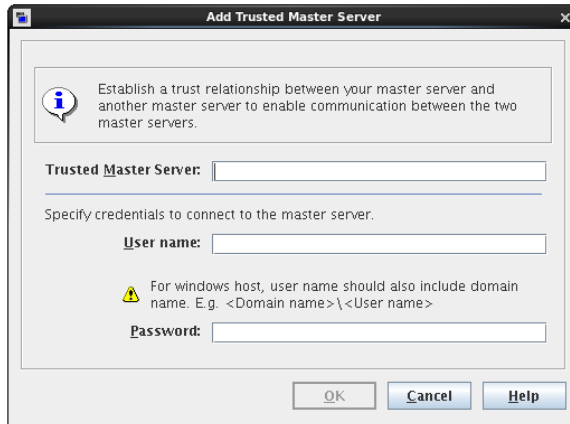 Add Trusted Master Server
Establish a trust relationship between your master server and
another master server to enable communication between the two
master servers.
Trusted Master Server:
Specify credentials to connect to the master server.
User name:
For windows host, user name should also include domain
name. E.g. <Domain name>\<User name>
Password:
OK Cancel Help